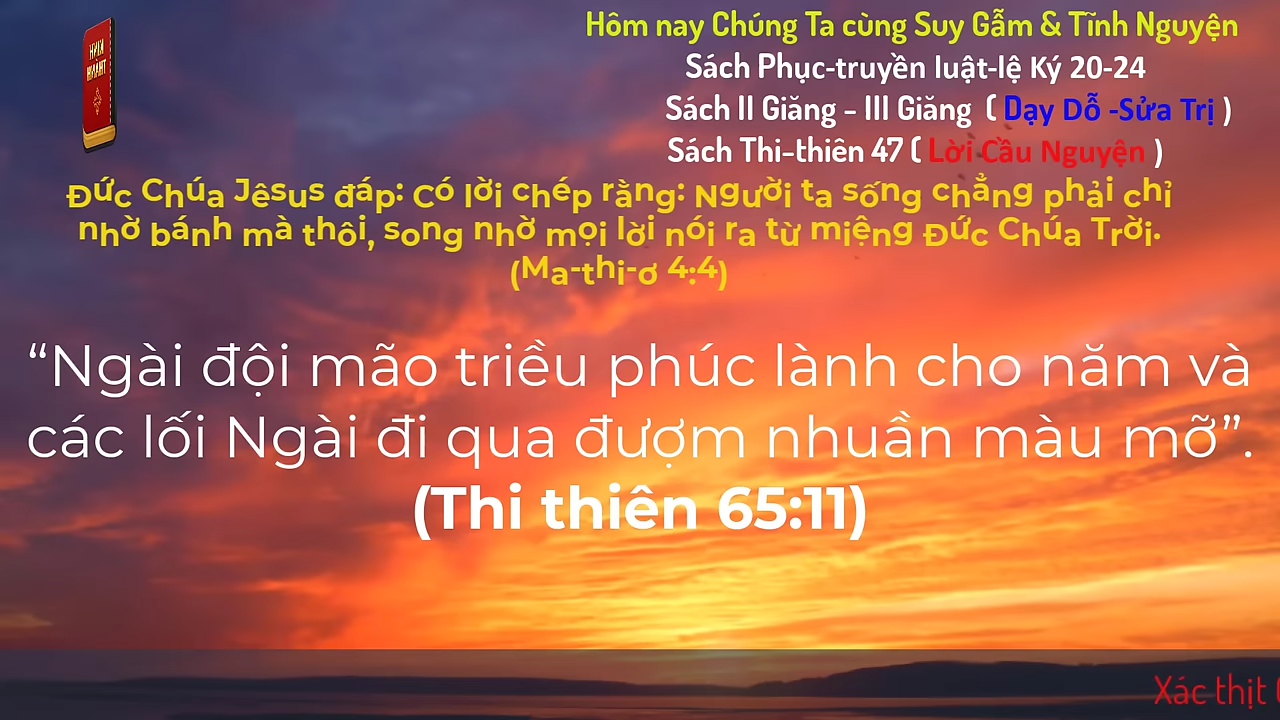 KINH
THÁNH
Hôm nay Chúng Ta cùng Suy Gẫm & Tĩnh Nguyện
Sách Phục-truyền luật-lệ Ký 20-24
Sách II Giăng - III Giăng ( Dạy Dỗ -Sửa Trị )
Sách Thi-thiên 47 ( Lời Cầu Nguyện )
Đức Chúa Jêsus đáp: Có lời chép rằng: Người ta sống chẳng phải chỉ
nhờ bánh mà thôi, song nhờ mọi lời nói ra từ miệng Đức Chúa Trời.
(Ma-thi-ơ 4:4)
“Ngài đội mão triều phúc lành cho năm và
các lối Ngài đi qua đượm nhuần màu mỡ”.
(Thi thiên 65:11)
Xác thịt